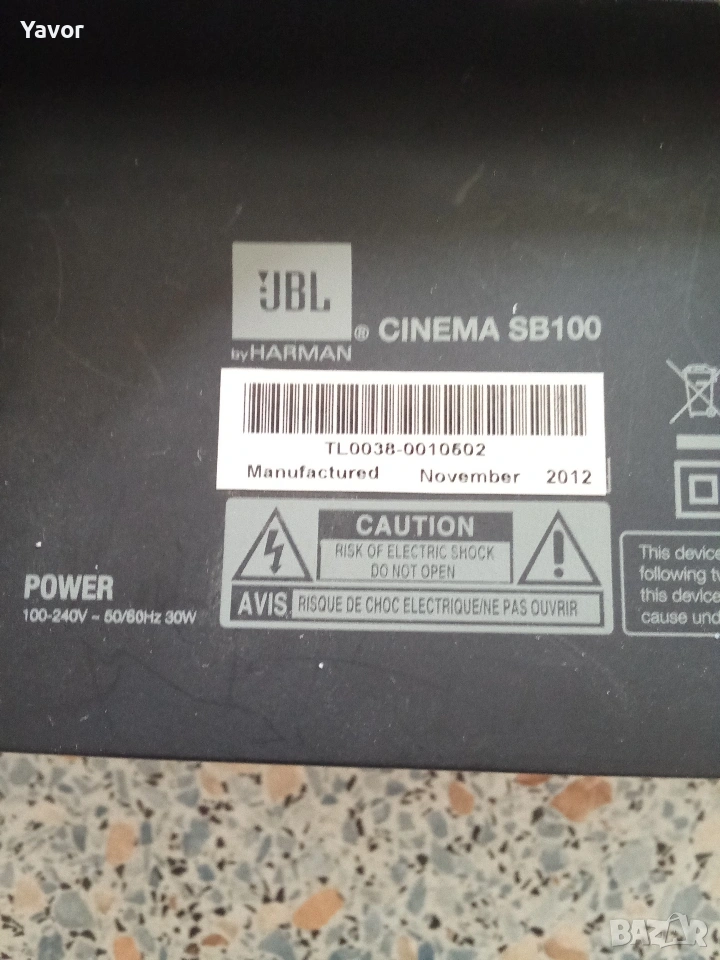 Yavor
JBL
by HARMAN
® CINEMA SB100
TL0038-0010602
Manufactured November 2012
CAUTION
RISK OF ELECTRIC SHOCK
DO NOT OPEN
AVIS RISQUE DE CHOC ELECTRIQUE/NE PAS OUVRIR
POWER
100-240V ~ 50/60Hz 30W
This device
following
this device
cause
BAZAR